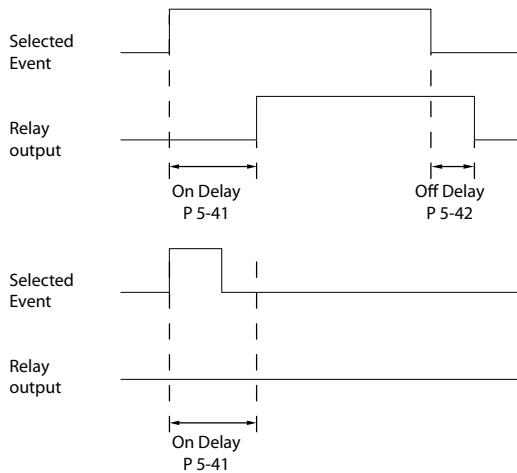 Selected
Event
Relay
output
On Delay
P 5-41
Off Delay
P 5-42
Selected
Event
Relay
output
On Delay
P 5-41